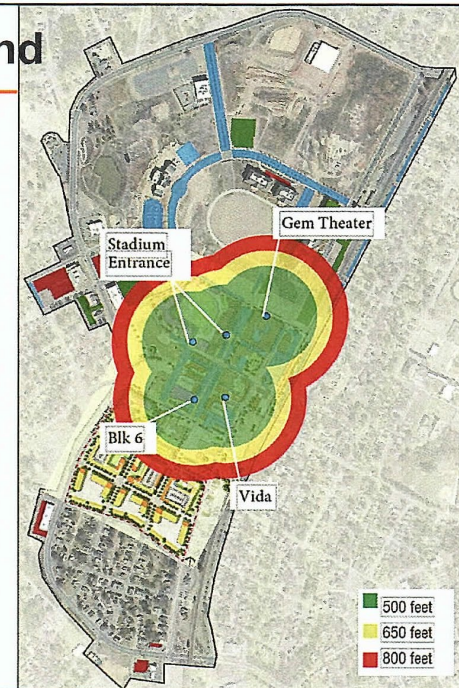 nd
Gem Theater
Stadium
Entrance
Blk 6
Vida
500 feet
650 feet
800 feet